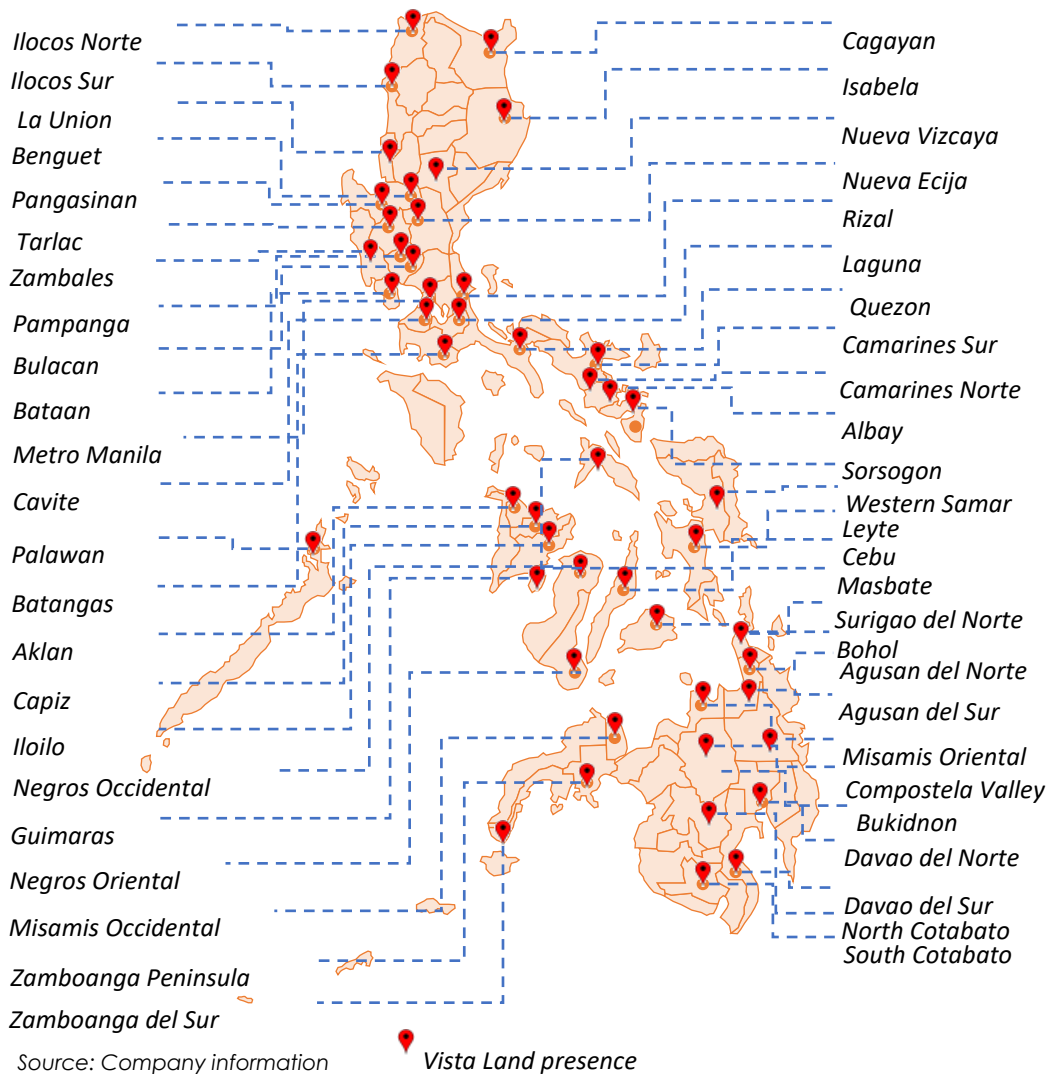 Ilocos Norte
Ilocos Sur
La Union
Benguet
Pangasinan
Tarlac
Zambales
Pampanga
Bulacan
Bataan
Metro Manila
Cavite
Palawan
Batangas
Aklan
Capiz
Iloilo
Negros Occidental
Guimaras
Negros Oriental
Misamis Occidental
Zamboanga Peninsula
Zamboanga del Sur
Cagayan
Isabela
Nueva Vizcaya
Nueva Ecija
Rizal
Laguna
Quezon
Camarines Sur
Camarines Norte
Albay
Sorsogon
Western Samar
Leyte
Cebu
Masbate
Surigao del Norte
Bohol
Agusan del Norte
Agusan del Sur
Misamis Oriental
Compostela Valley
Bukidnon
Davao del Norte
Davao del Sur
North Cotabato
South Cotabato
Source: Company information
Vista Land presence